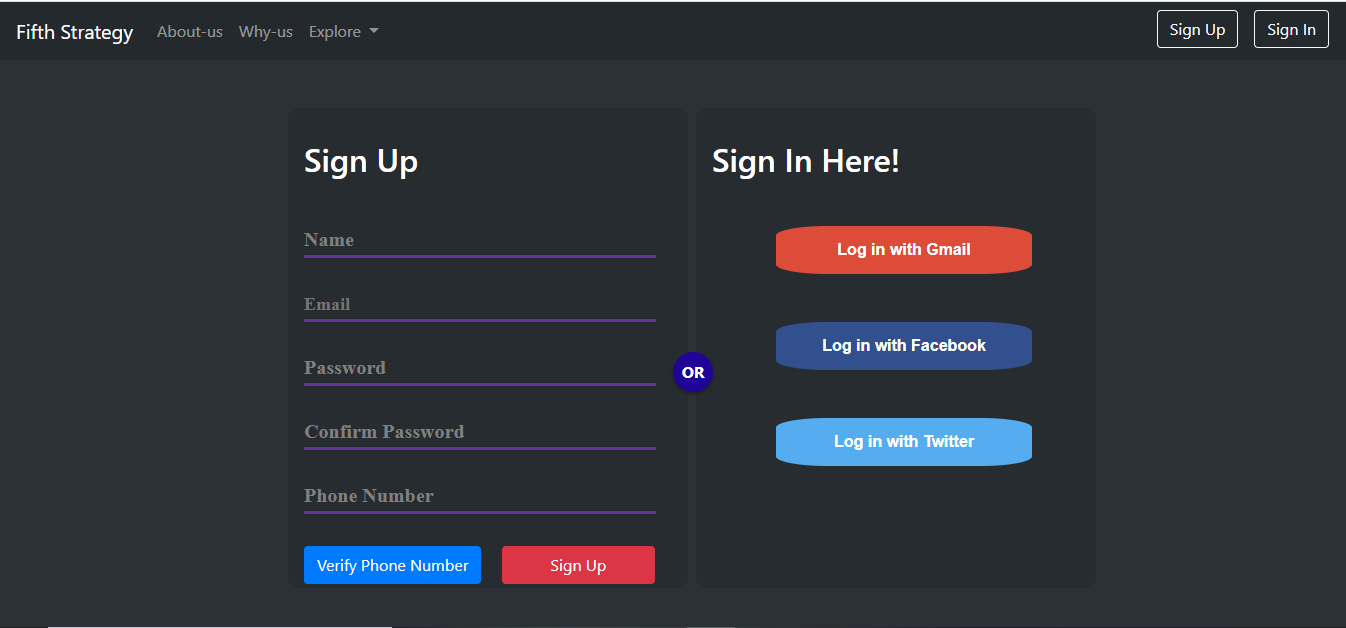 Fifth Strategy About-us Why-us Explore Sign Up Sign In
Sign Up
Name
Email
Password
Confirm Password
Phone Number
Verify Phone Number Sign Up
OR
Sign In Here!
Log in with Gmail
Log in with Facebook
Log in with Twitter